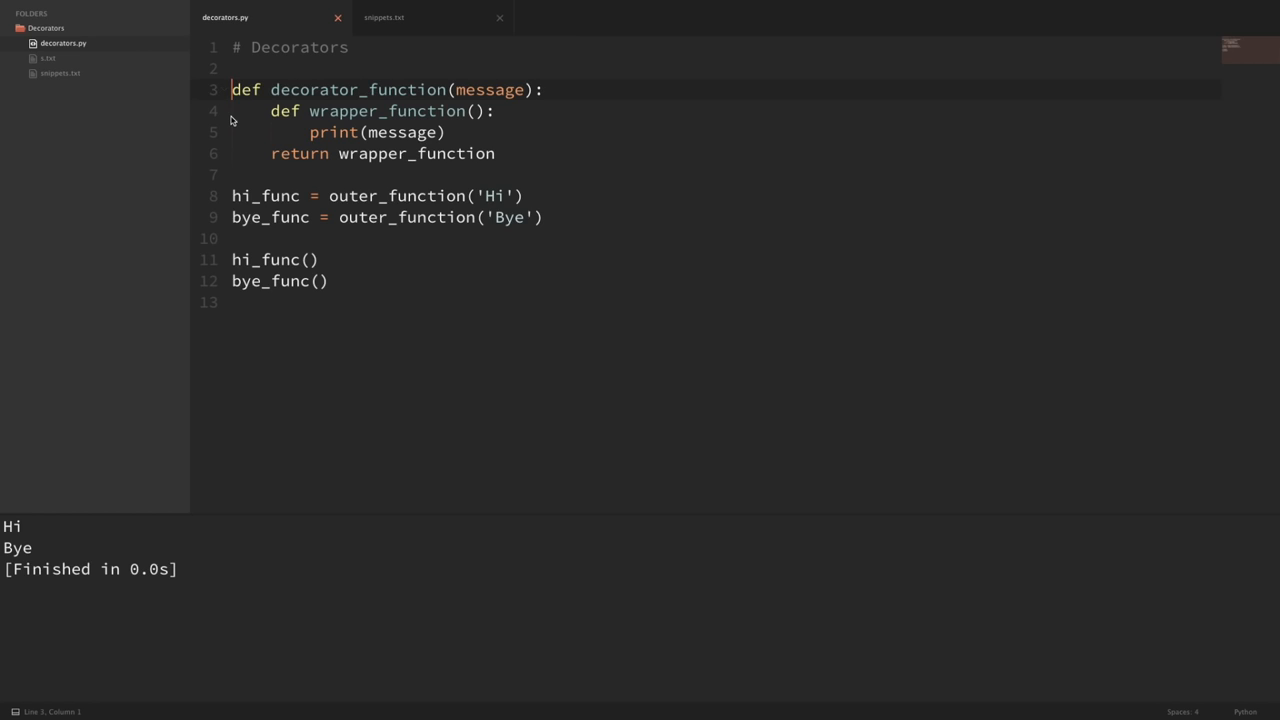 FOLDERS
Decorators
decorators.py
s.txt
snippets.txt
decorators.py
snippets.txt
1 # Decorators
2
3 def decorator_function(message):
4     def wrapper_function():
5         print(message)
6     return wrapper_function
7
8 hi_func = outer_function('Hi')
9 bye_func = outer_function('Bye')
10
11 hi_func()
12 bye_func()
13
Hi
Bye
[Finished in 0.0s]
Line 3, Column 1
Spaces: 4
Python